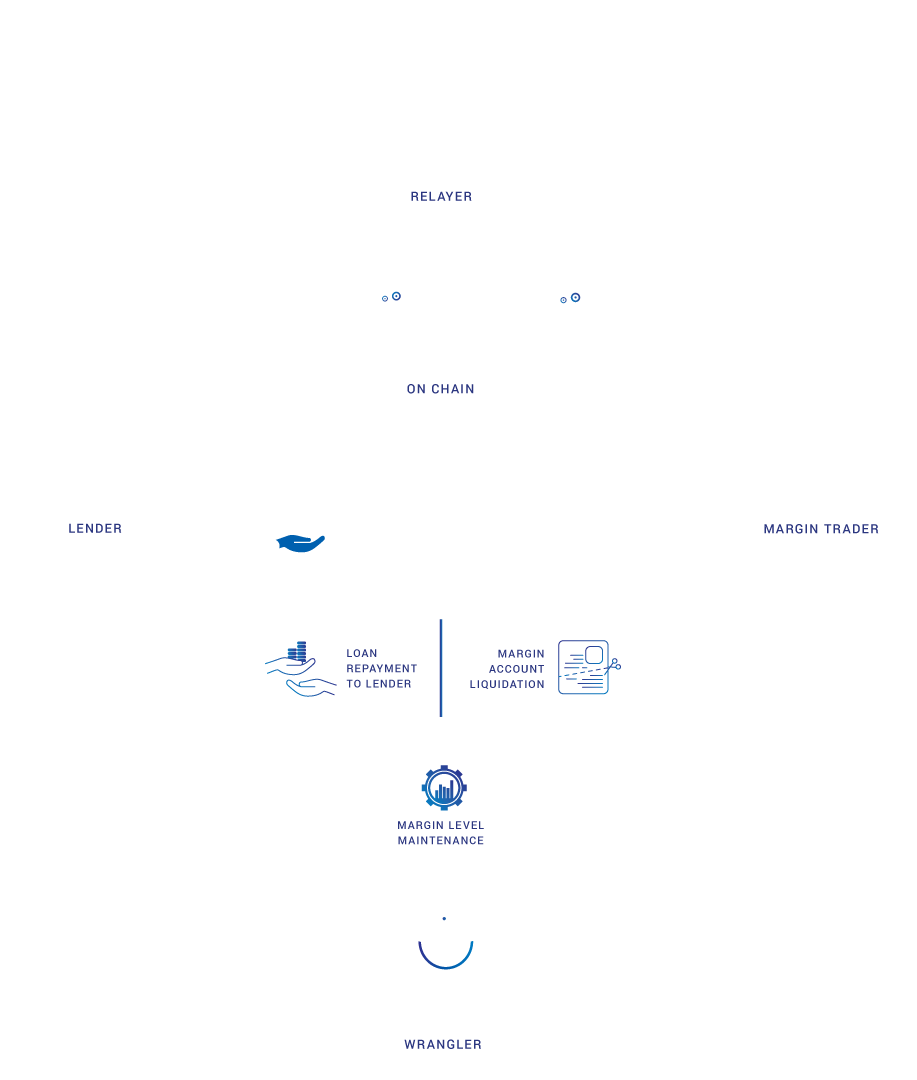 RELAYER
ON CHAIN
LENDER
MARGIN TRADER
LOAN
REPAYMENT
TO LENDER
MARGIN
ACCOUNT
LIQUIDATION
MARGIN LEVEL
MAINTENANCE
WRANGLER